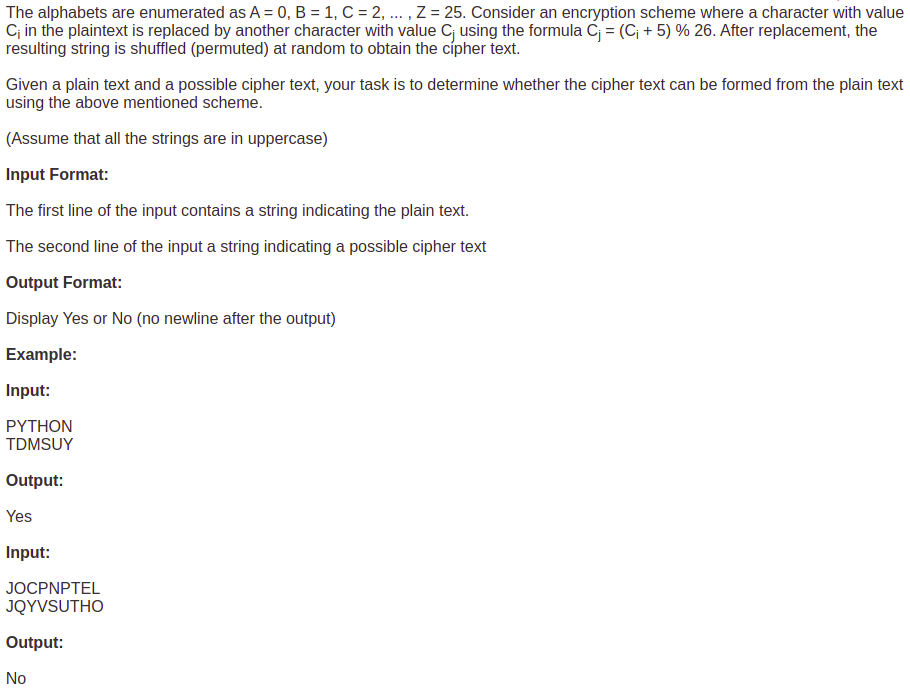 The alphabets are enumerated as A = 0, B = 1, C = 2, ... , Z = 25. Consider an encryption scheme where a character with value
Ci in the plaintext is replaced by another character with value Cj using the formula Cj = (Ci + 5) % 26. After replacement, the
resulting string is shuffled (permuted) at random to obtain the cipher text.
Given a plain text and a possible cipher text, your task is to determine whether the cipher text can be formed from the plain text
using the above mentioned scheme.
(Assume that all the strings are in uppercase)
Input Format:
The first line of the input contains a string indicating the plain text.
The second line of the input a string indicating a possible cipher text
Output Format:
Display Yes or No (no newline after the output)
Example:
Input:
PYTHON
TDMSUY
Output:
Yes
Input:
JOCPNPTEL
JQYVSUTHO
Output:
No